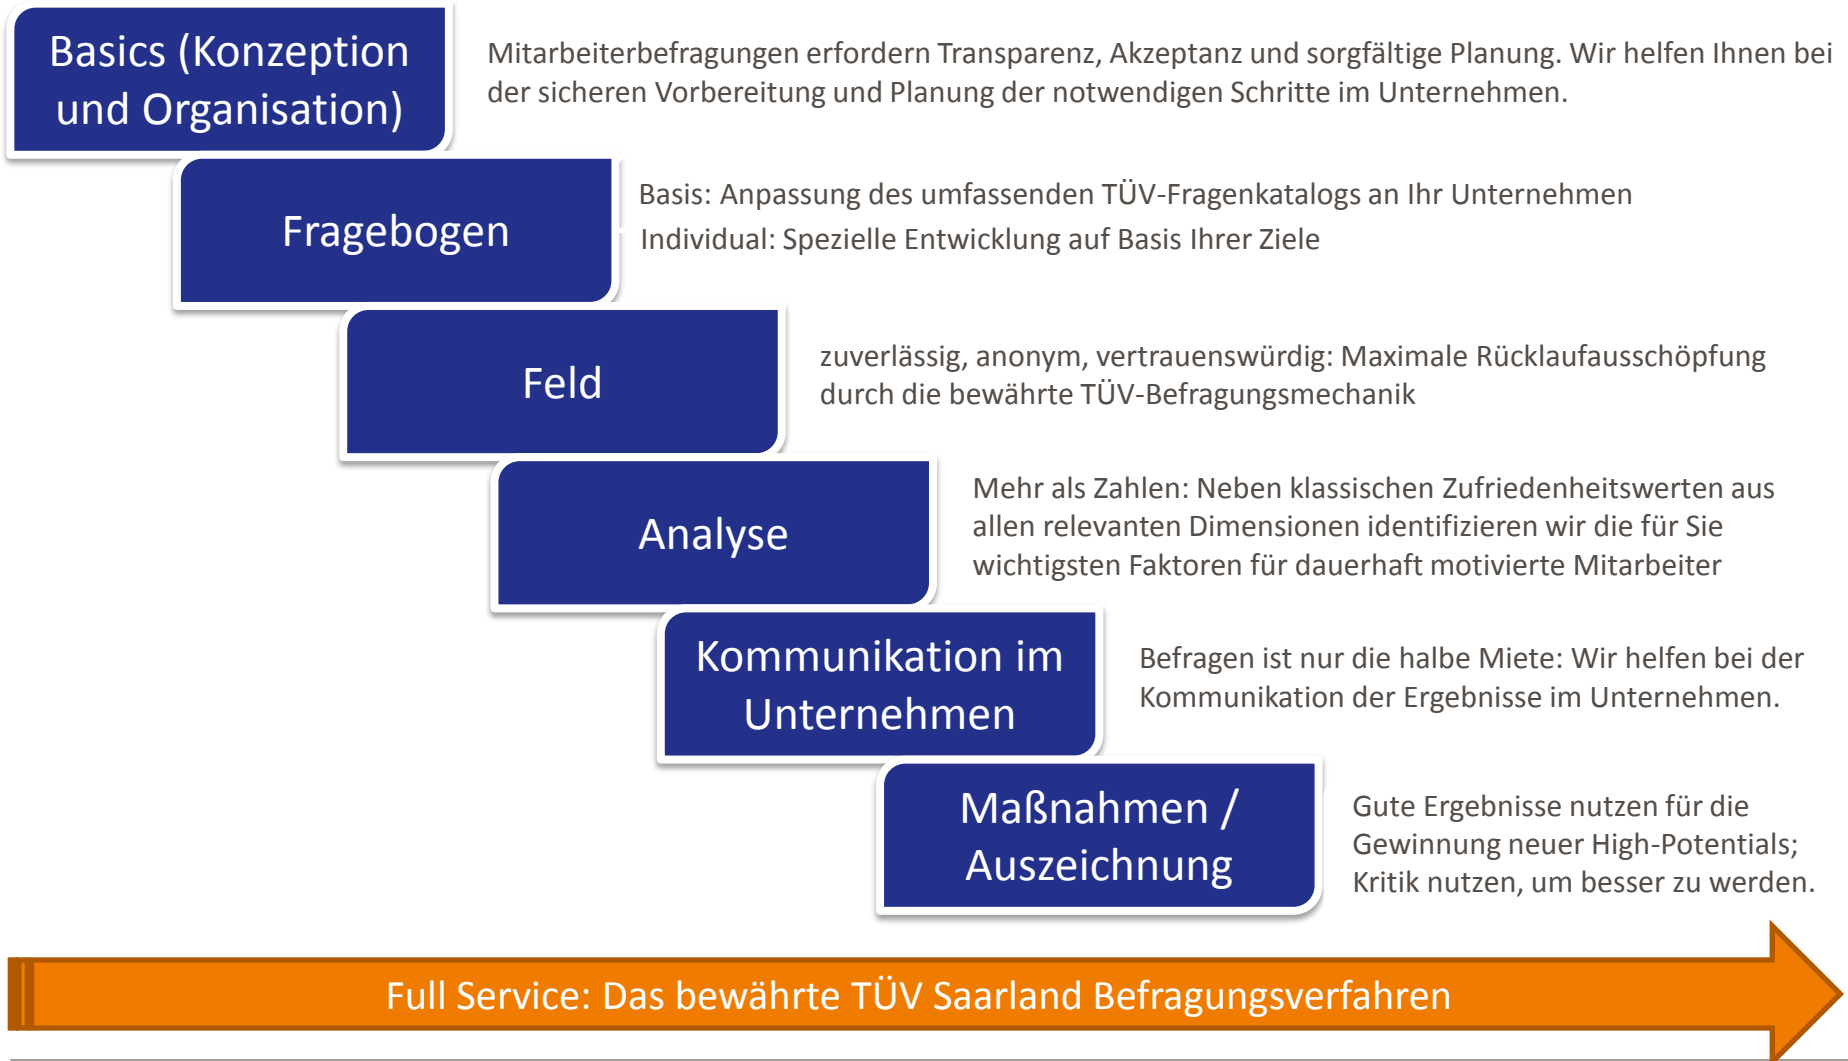 Basics (Konzeption
und Organisation)
Mitarbeiterbefragungen erfordern Transparenz, Akzeptanz und sorgfältige Planung. Wir helfen Ihnen bei
der sicheren Vorbereitung und Planung der notwendigen Schritte im Unternehmen.
Fragebogen
Basis: Anpassung des umfassenden TÜV-Fragenkatalogs an Ihr Unternehmen
Individual: Spezielle Entwicklung auf Basis Ihrer Ziele
Feld
zuverlässig, anonym, vertrauenswürdig: Maximale Rücklaufausschöpfung
durch die bewährte TÜV-Befragungsmechanik
Analyse
Mehr als Zahlen: Neben klassischen Zufriedenheitswerten aus
allen relevanten Dimensionen identifizieren wir die für Sie
wichtigsten Faktoren für dauerhaft motivierte Mitarbeiter
Kommunikation im
Unternehmen
Befragen ist nur die halbe Miete: Wir helfen bei der
Kommunikation der Ergebnisse im Unternehmen.
Maßnahmen /
Auszeichnung
Gute Ergebnisse nutzen für die
Gewinnung neuer High-Potentials;
Kritik nutzen, um besser zu werden.
Full Service: Das bewährte TÜV Saarland Befragungsverfahren